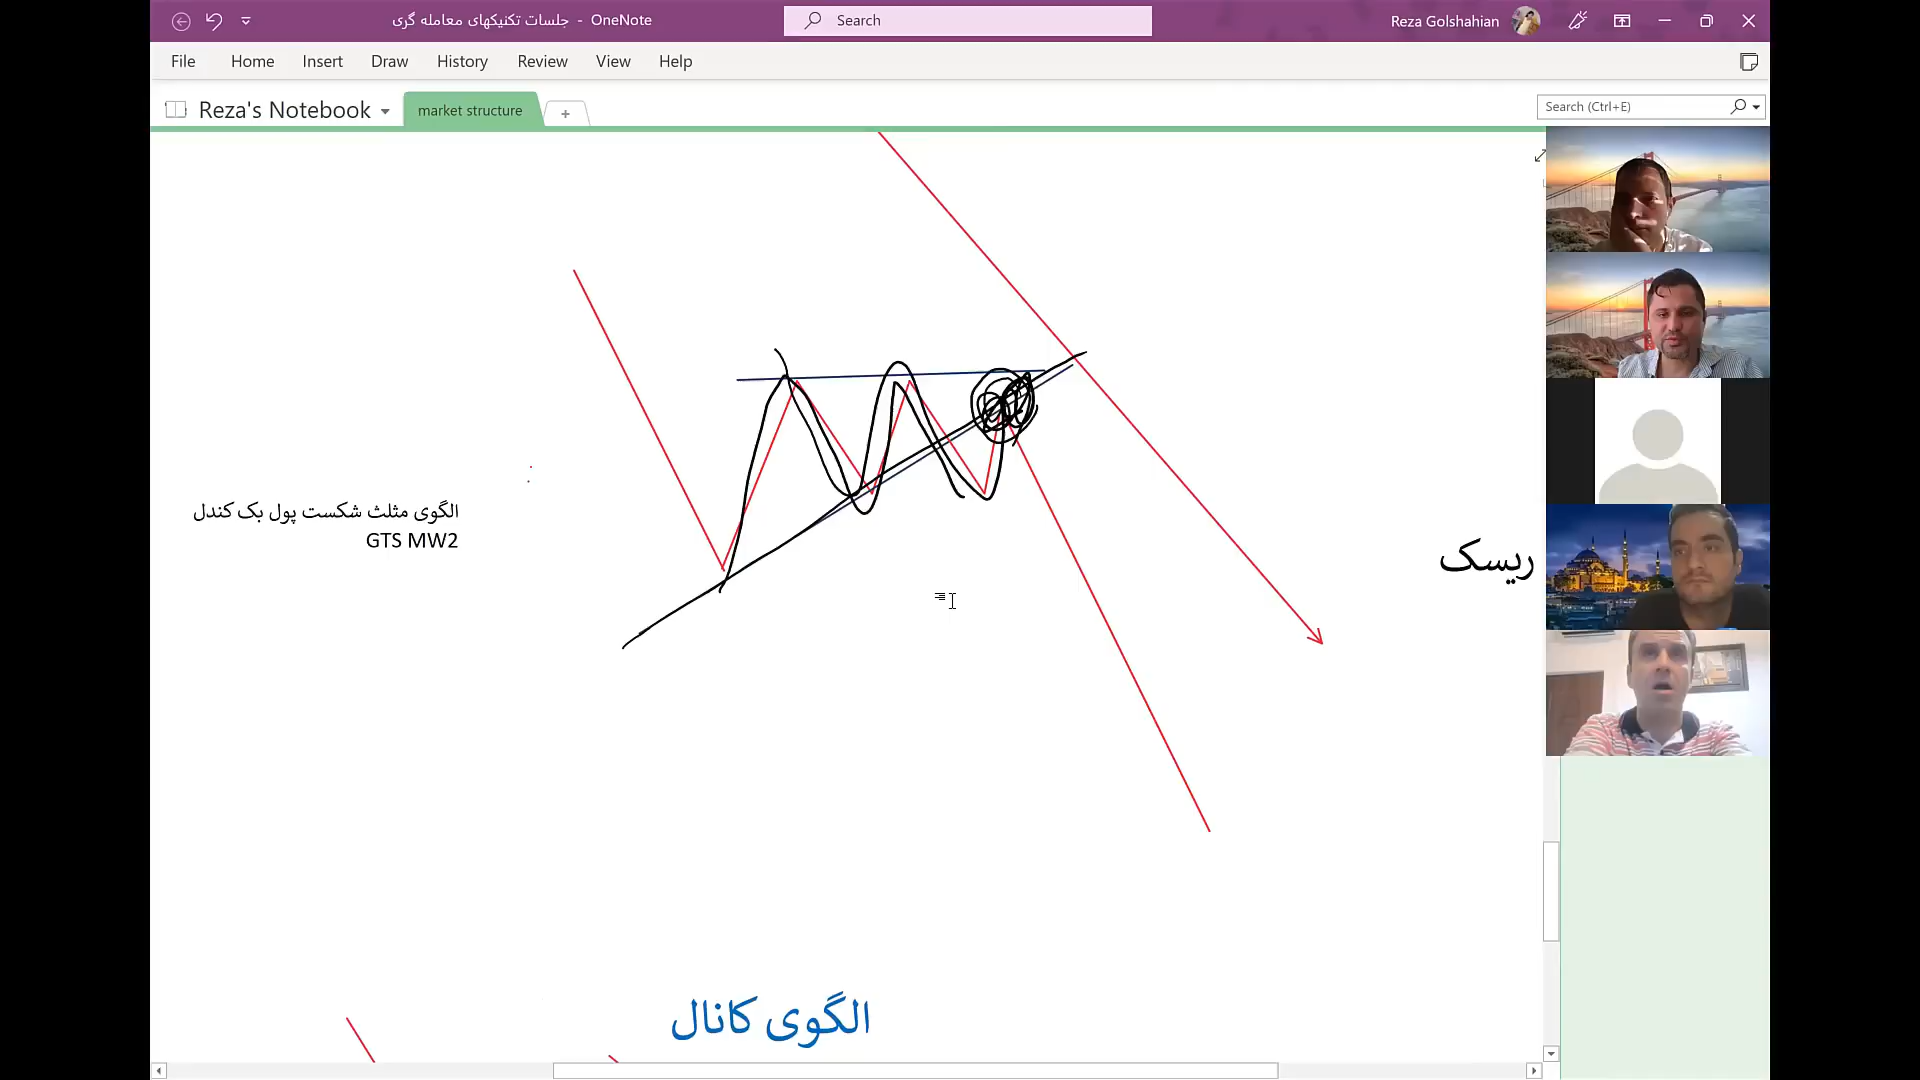 جلسات تکنیکهای معامله گری - OneNote
Search
Reza Golshahian
File Home Insert Draw History Review View Help
Reza's Notebook
market structure
+
Search (Ctrl+E)
الگوی مثلث شکست پول بک کندل
GTS MW2
ریسک
الگوی کانال